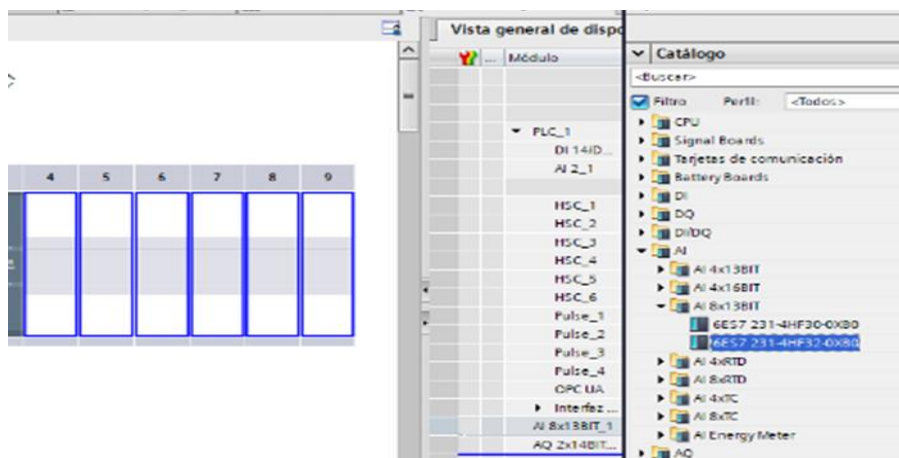 Vista general de dispo
... Módulo
PLC_1
DI 14/D...
AI 2_1
HSC_1
HSC_2
HSC_3
HSC_4
HSC_5
HSC_6
Pulse_1
Pulse_2
Pulse_3
Pulse_4
OPC UA
Interfaz ...
AI 8x13BIT_1
AQ 2x14BIT...
4 5 6 7 8 9
Catálogo
<Buscar>
Filtro Perfil: <Todos>
CPU
Signal Boards
Tarjetas de comunicación
Battery Boards
DI
DQ
DI/DQ
AI
AI 4x13BIT
AI 4x16BIT
AI 8x13BIT
6ES7 231-4HF30-0XB0
6ES7 231-4HF32-0XB0
AI 4xRTD
AI 8xRTD
AI 4xTC
AI 8xTC
AI Energy Meter
AQ